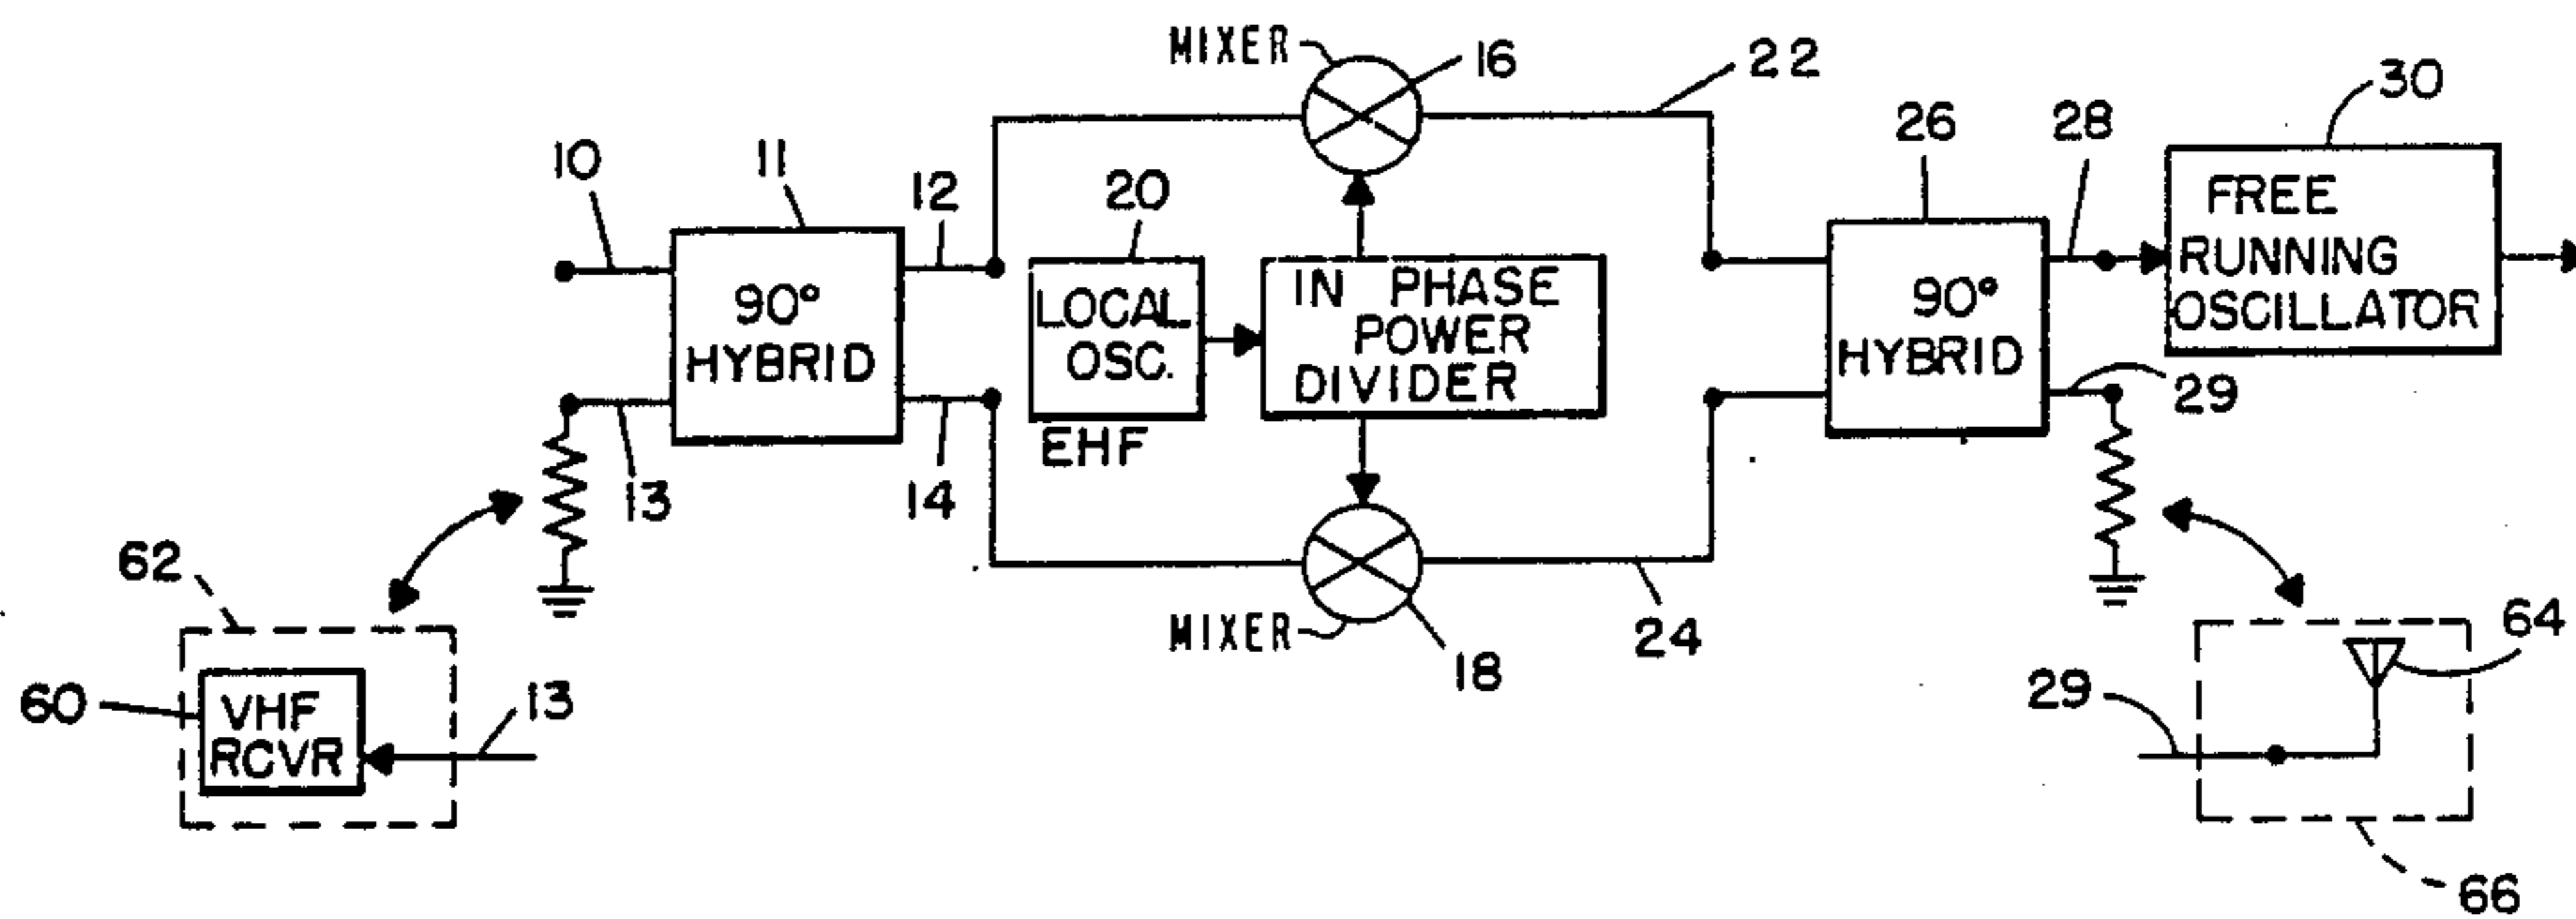 MIXER
16
22
30
10
11
12
20
26
28
90°
HYBRID
LOCAL
OSC.
EHF
IN PHASE
POWER
DIVIDER
90°
HYBRID
FREE
RUNNING
OSCILLATOR
13
14
29
MIXER
18
24
62
60
VHF
RCVR
13
64
29
66